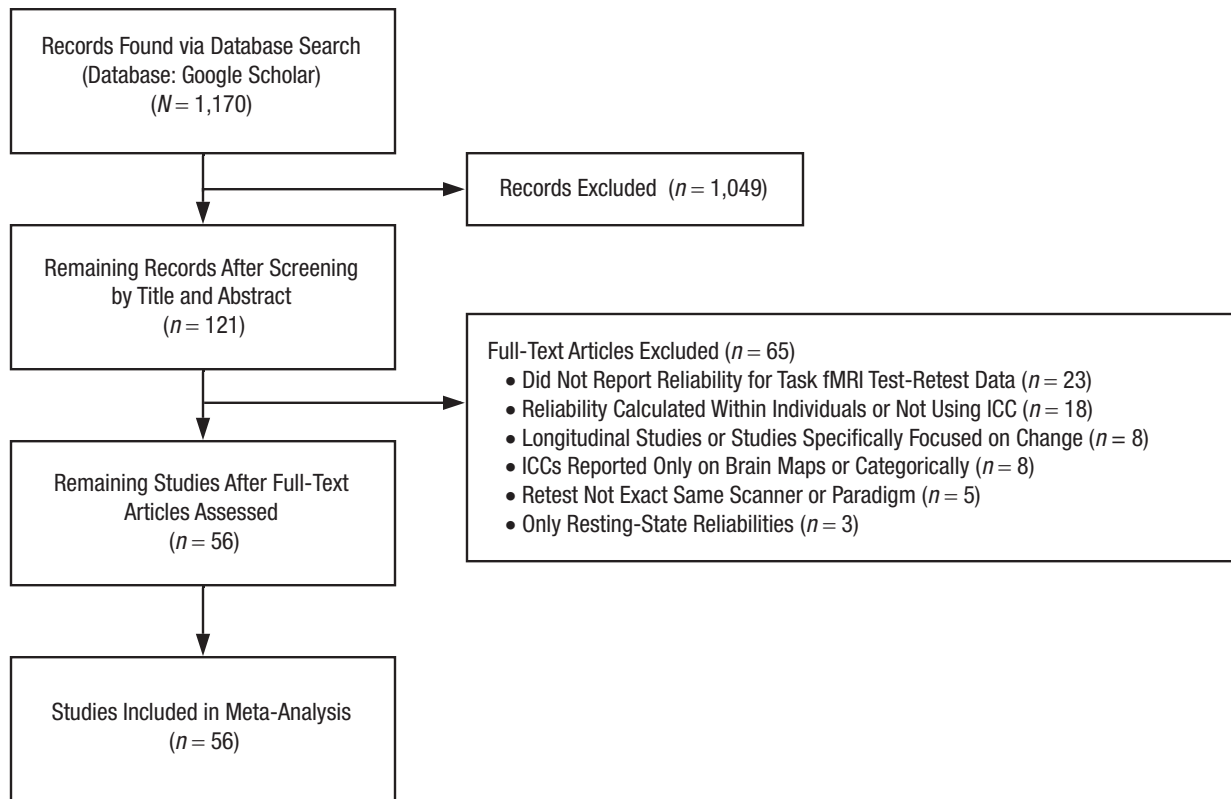 Records Found via Database Search
(Database: Google Scholar)
(N = 1,170)
Records Excluded (n = 1,049)
Remaining Records After Screening
by Title and Abstract
(n = 121)
Full-Text Articles Excluded (n = 65)
• Did Not Report Reliability for Task fMRI Test-Retest Data (n = 23)
• Reliability Calculated Within Individuals or Not Using ICC (n = 18)
• Longitudinal Studies or Studies Specifically Focused on Change (n = 8)
• ICCs Reported Only on Brain Maps or Categorically (n = 8)
• Retest Not Exact Same Scanner or Paradigm (n = 5)
• Only Resting-State Reliabilities (n = 3)
Remaining Studies After Full-Text
Articles Assessed
(n = 56)
Studies Included in Meta-Analysis
(n = 56)